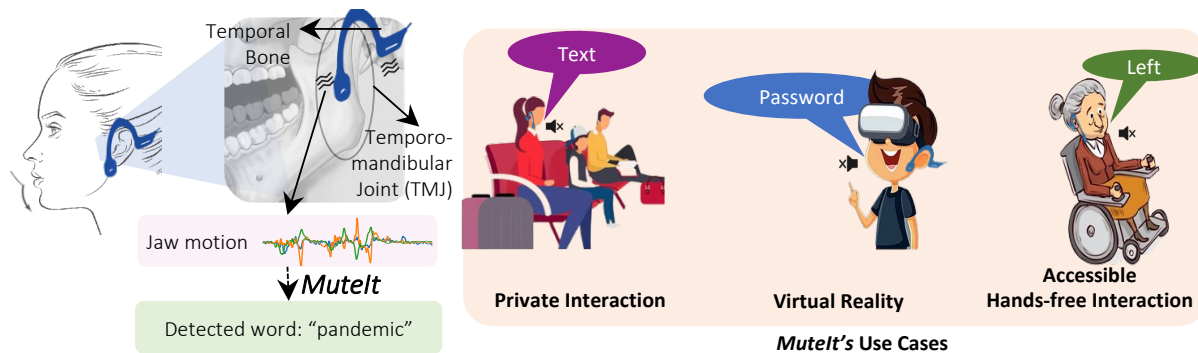 Temporal
Bone
Temporo-
mandibular
Joint (TMJ)
Jaw motion
MuteIt
Detected word: “pandemic”
Text
Password
Left
Private Interaction
Virtual Reality
Accessible
Hands-free Interaction
MuteIt's Use Cases